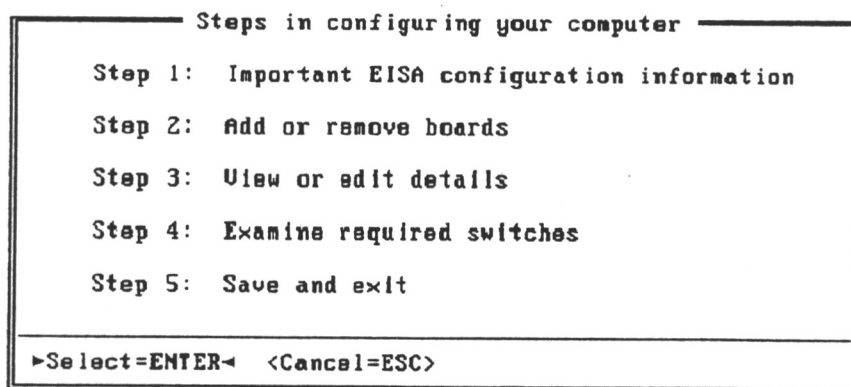 Steps in configuring your computer
Step 1: Important EISA configuration information
Step 2: Add or remove boards
Step 3: View or edit details
Step 4: Examine required switches
Step 5: Save and exit
►Select=ENTER◄ <Cancel=ESC>